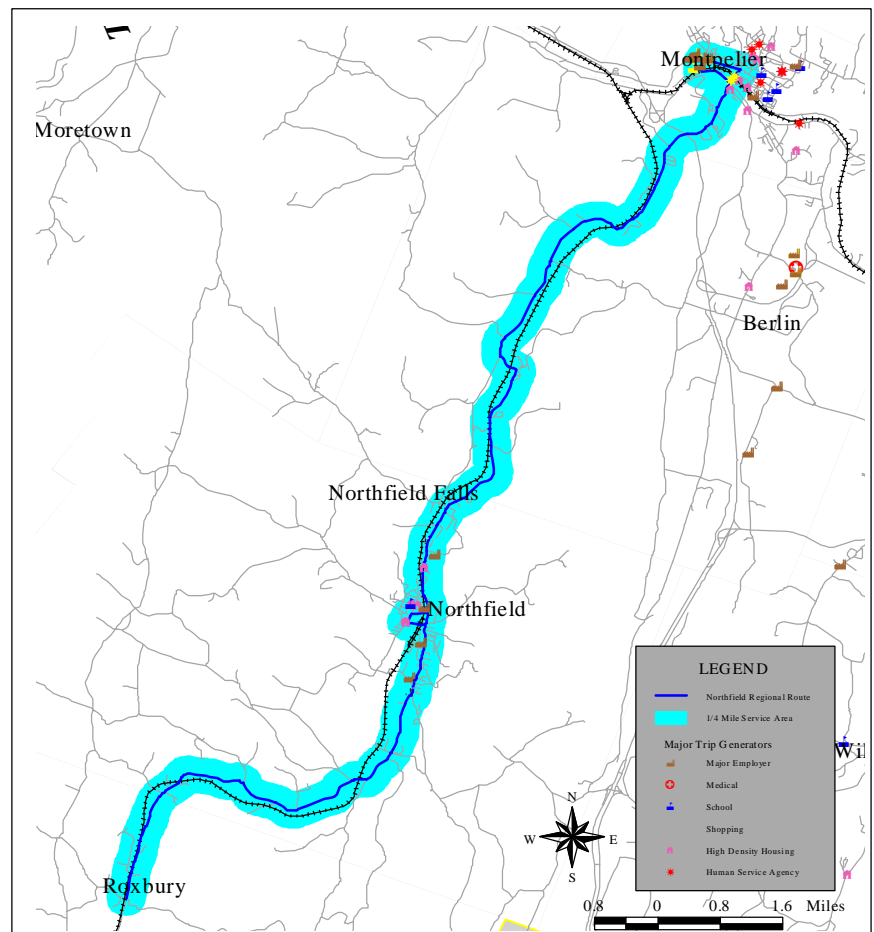 Montpelier
Moretown
Berlin
Northfield Falls
Northfield
Roxbury
LEGEND
Northfield Regional Route
1/4 Mile Service Area
Major Trip Generators
Major Employer
Medical
School
Shopping
High Density Housing
Human Service Agency
Wil
N
W
E
S
0.8 0 0.8 1.6 Miles